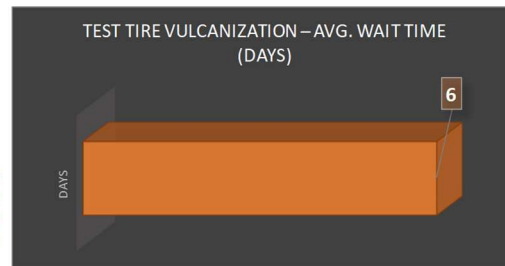 TEST TIRE VULCANIZATION – AVG. WAIT TIME
(DAYS)
6
DAYS